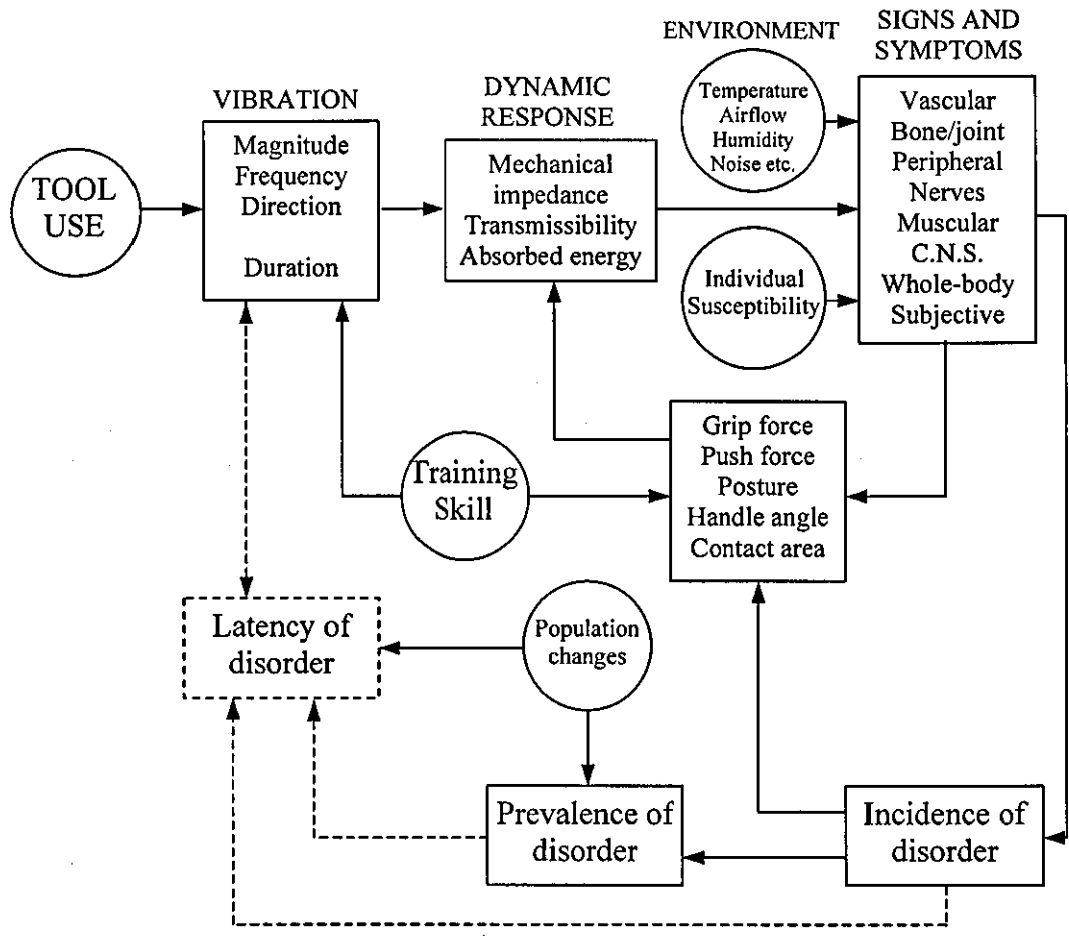 TOOL
USE
VIBRATION
Magnitude
Frequency
Direction
Duration
DYNAMIC
RESPONSE
Mechanical
impedance
Transmissibility
Absorbed energy
ENVIRONMENT
Temperature
Airflow
Humidity
Noise etc.
Individual
Susceptibility
SIGNS AND
SYMPTOMS
Vascular
Bone/joint
Peripheral
Nerves
Muscular
C.N.S.
Whole-body
Subjective
Training
Skill
Grip force
Push force
Posture
Handle angle
Contact area
Latency of
disorder
Population
changes
Prevalence of
disorder
Incidence of
disorder